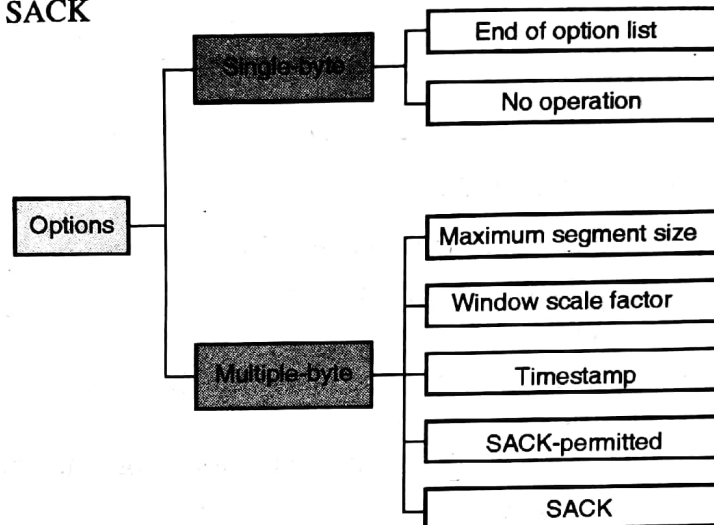 SACK
Single-byte
End of option list
No operation
Options
Maximum segment size
Window scale factor
Multiple-byte
Timestamp
SACK-permitted
SACK